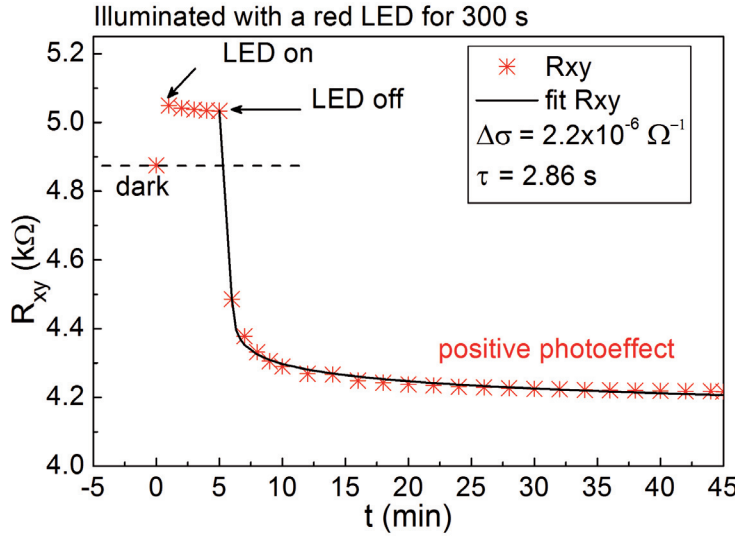 Illuminated with a red LED for 300 s
5.2
5.0
4.8
4.6
4.4
4.2
4.0
R_xy (kΩ)
LED on
LED off
dark
Rxy
fit Rxy
Δσ = 2.2x10⁻⁶ Ω⁻¹
τ = 2.86 s
positive photoeffect
-5 0 5 10 15 20 25 30 35 40 45
t (min)